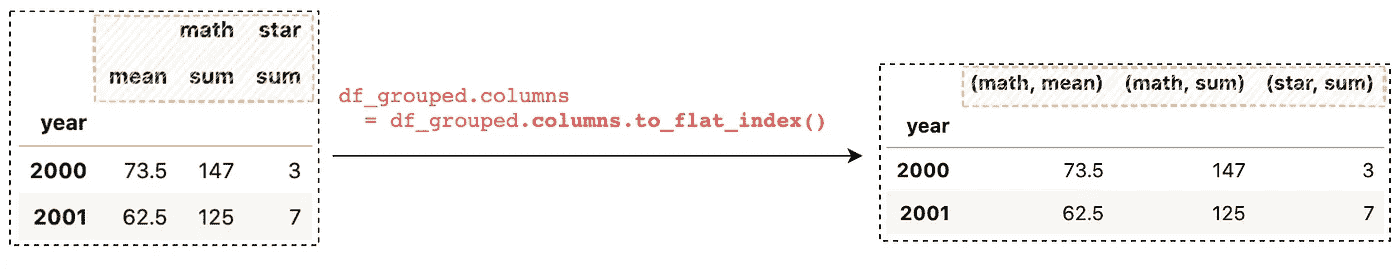 math star
mean sum sum
year
2000 73.5 147 3
2001 62.5 125 7
df_grouped.columns
= df_grouped.columns.to_flat_index()
(math, mean) (math, sum) (star, sum)
year
2000 73.5 147 3
2001 62.5 125 7